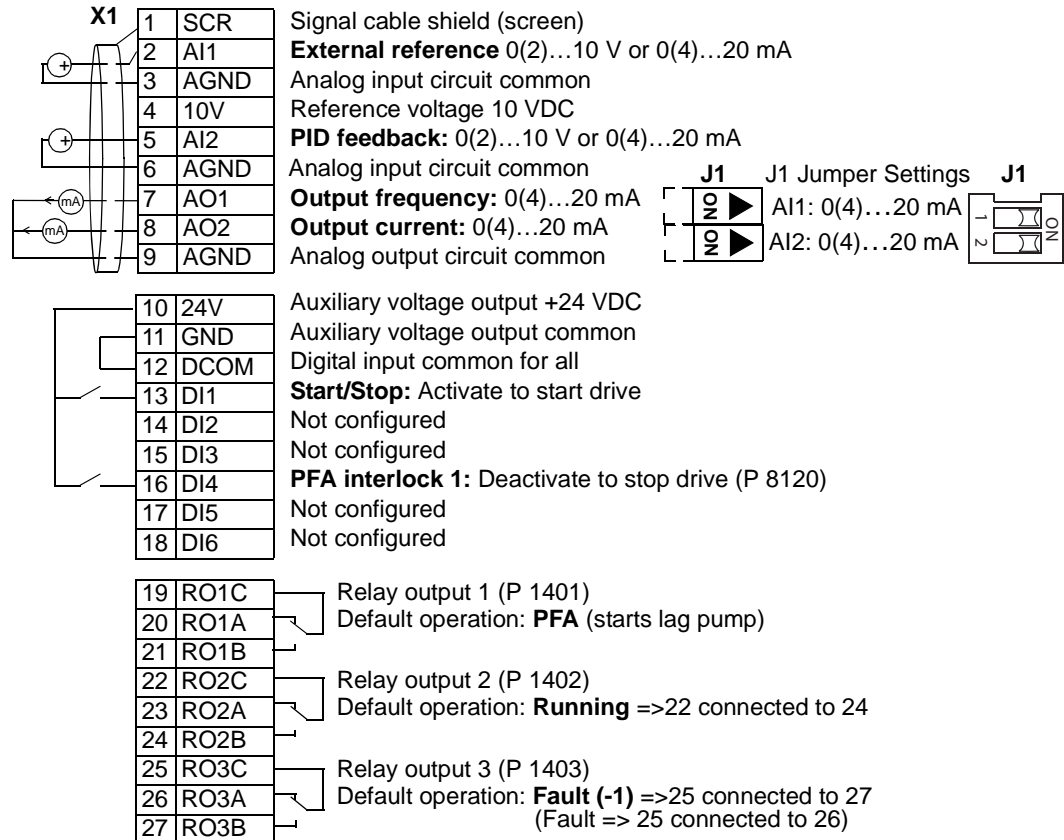 X1
1 SCR Signal cable shield (screen)
2 AI1 External reference 0(2)…10 V or 0(4)…20 mA
3 AGND Analog input circuit common
4 10V Reference voltage 10 VDC
5 AI2 PID feedback: 0(2)…10 V or 0(4)…20 mA
6 AGND Analog input circuit common
7 AO1 Output frequency: 0(4)…20 mA
8 AO2 Output current: 0(4)…20 mA
9 AGND Analog output circuit common
+
+
mA
mA
J1 J1 Jumper Settings J1
ON AI1: 0(4)…20 mA
ON AI2: 0(4)…20 mA
1
2
ON
10 24V Auxiliary voltage output +24 VDC
11 GND Auxiliary voltage output common
12 DCOM Digital input common for all
13 DI1 Start/Stop: Activate to start drive
14 DI2 Not configured
15 DI3 Not configured
16 DI4 PFA interlock 1: Deactivate to stop drive (P 8120)
17 DI5 Not configured
18 DI6 Not configured
19 RO1C Relay output 1 (P 1401)
20 RO1A Default operation: PFA (starts lag pump)
21 RO1B
22 RO2C Relay output 2 (P 1402)
23 RO2A Default operation: Running =>22 connected to 24
24 RO2B
25 RO3C Relay output 3 (P 1403)
26 RO3A Default operation: Fault (-1) =>25 connected to 27
27 RO3B (Fault => 25 connected to 26)